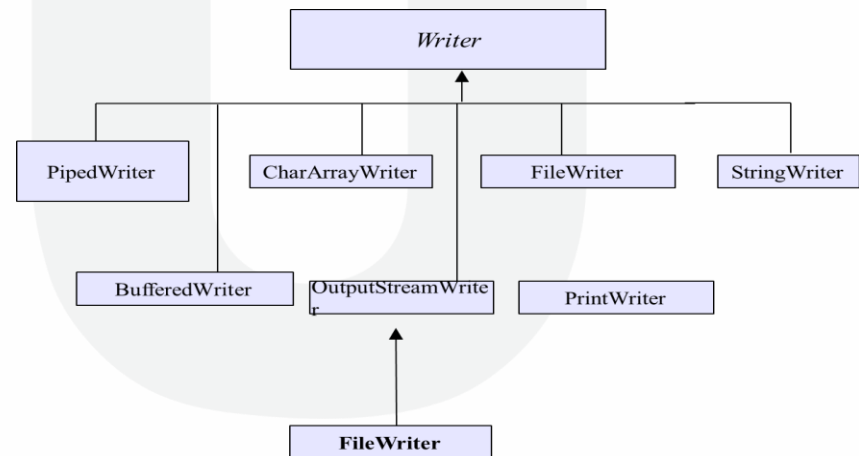 Writer
PipedWriter
CharArrayWriter
FileWriter
StringWriter
BufferedWriter
OutputStreamWrite
r
PrintWriter
FileWriter